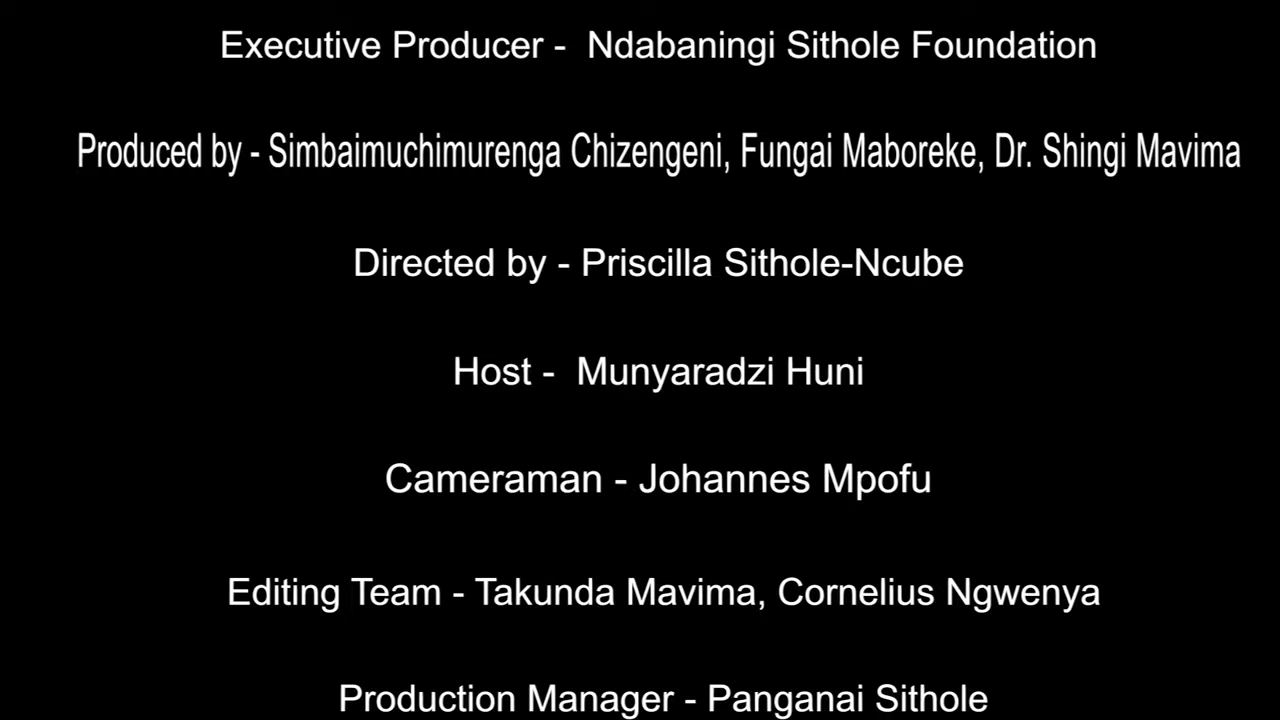 Executive Producer -  Ndabaningi Sithole Foundation
Produced by - Simbaimuchimurenga Chizengeni, Fungai Maboreke, Dr. Shingi Mavima
Directed by - Priscilla Sithole-Ncube
Host -  Munyaradzi Huni
Cameraman - Johannes Mpofu
Editing Team - Takunda Mavima, Cornelius Ngwenya
Production Manager - Panganai Sithole